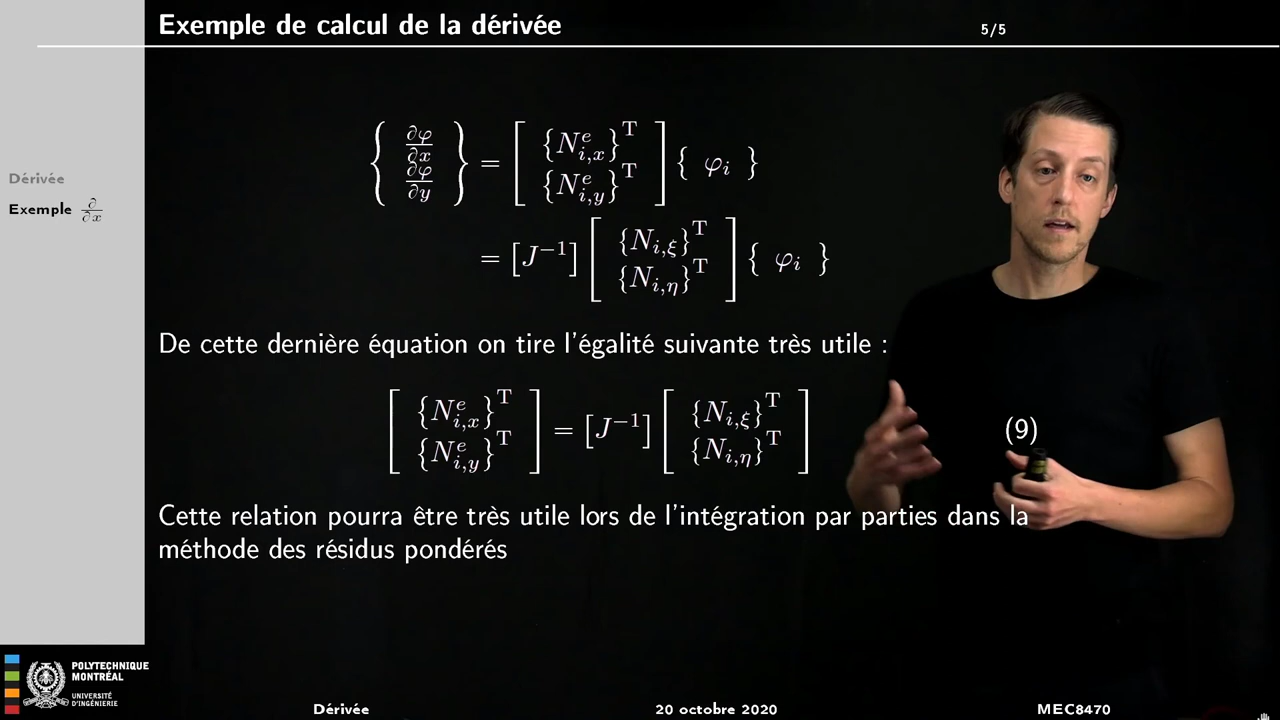 Exemple de calcul de la dérivée
5/5
Dérivée
Exemple ∂/∂x
{ ∂φ/∂x ∂φ/∂y } = [ {N^e_{i,x}}^T {N^e_{i,y}}^T ] { φ_i }
= [J^{-1}] [ {N_{i,ξ}}^T {N_{i,η}}^T ] { φ_i }
De cette dernière équation on tire l'égalité suivante très utile :
[ {N^e_{i,x}}^T {N^e_{i,y}}^T ] = [J^{-1}] [ {N_{i,ξ}}^T {N_{i,η}}^T ] (9)
Cette relation pourra être très utile lors de l'intégration par parties dans la
méthode des résidus pondérés
POLYTECHNIQUE
MONTRÉAL
UNIVERSITÉ
D'INGÉNIERIE
Dérivée
20 octobre 2020
MEC8470